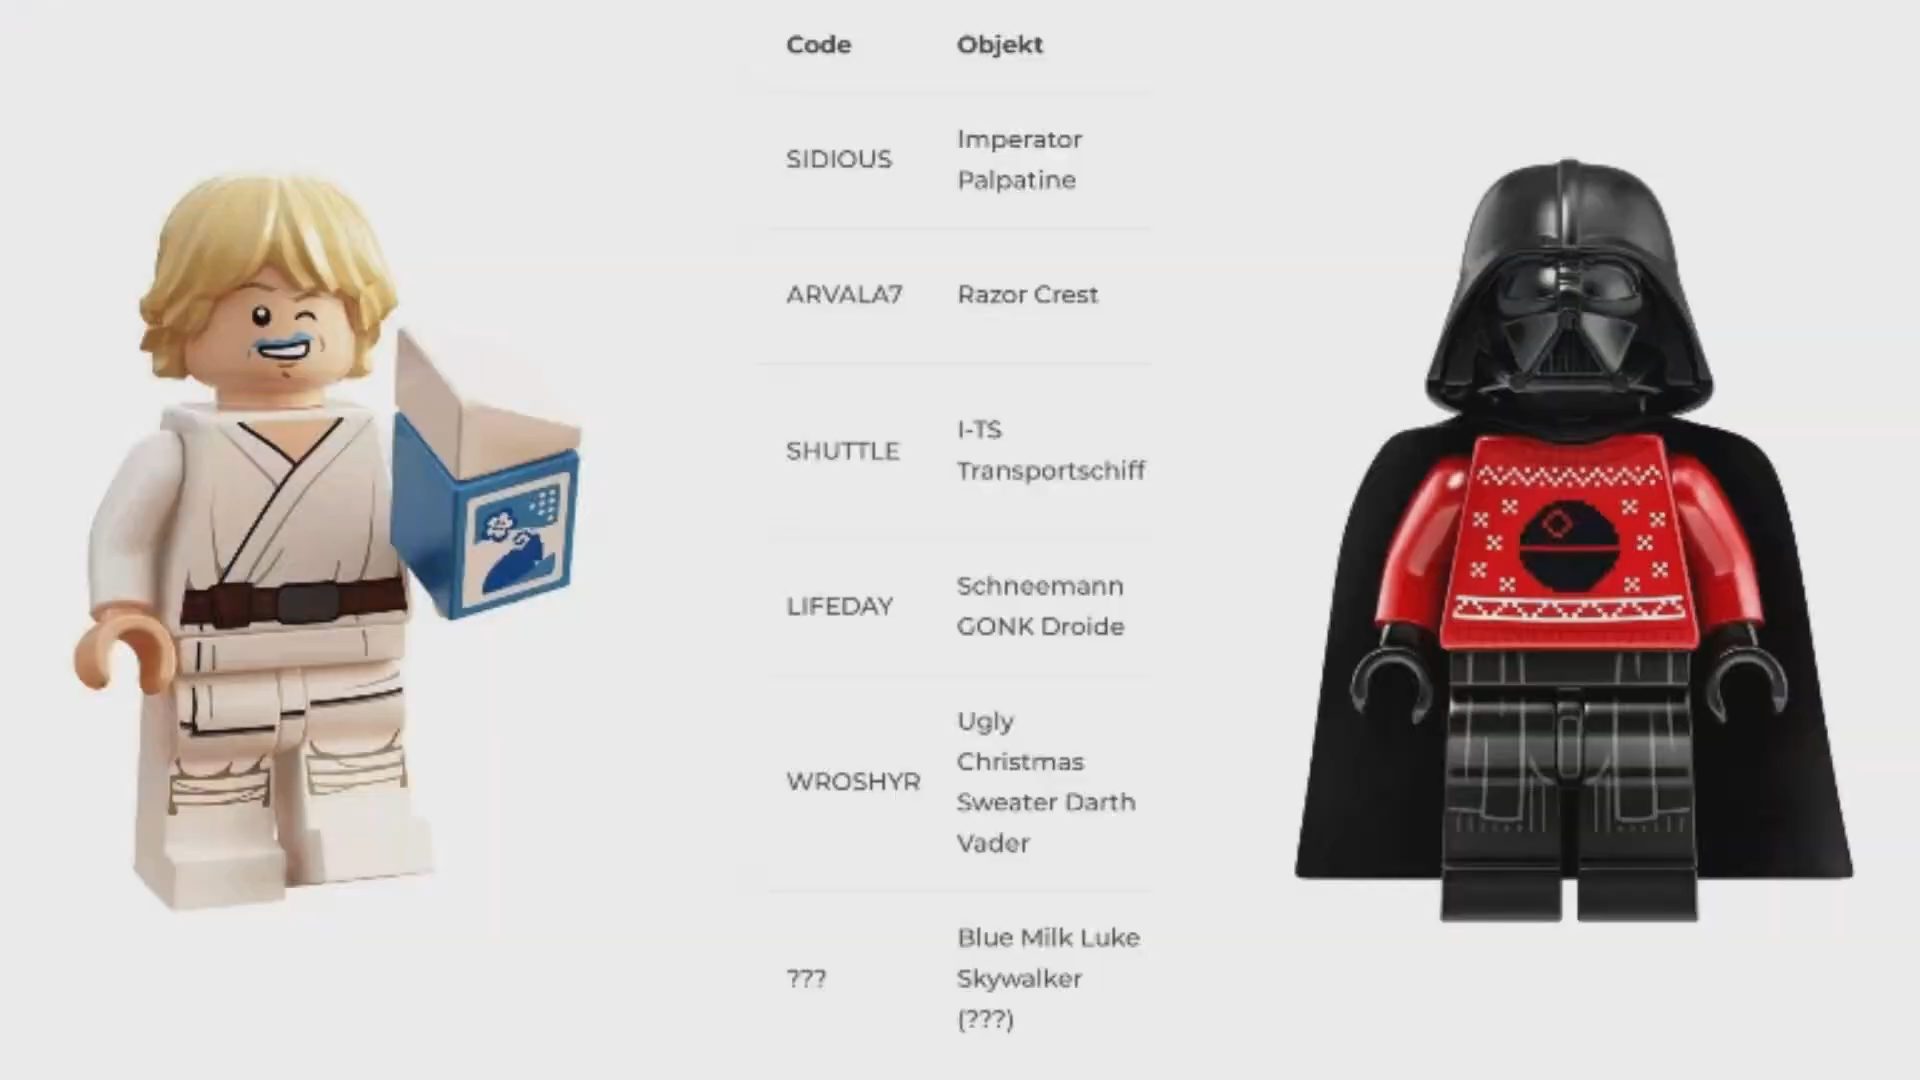 Code Objekt
SIDIOUS Imperator
Palpatine
ARVALA7 Razor Crest
SHUTTLE I-TS
Transportschiff
LIFEDAY Schneemann
GONK Droide
WROSHYR Ugly
Christmas
Sweater Darth
Vader
??? Blue Milk Luke
Skywalker
(???)